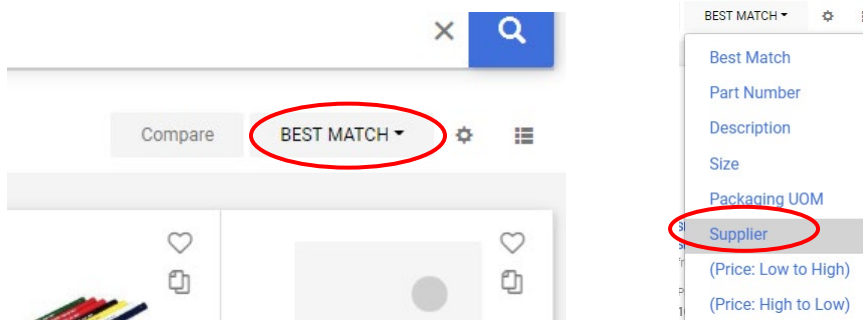 Compare
BEST MATCH
BEST MATCH
Best Match
Part Number
Description
Size
Packaging UOM
Supplier
(Price: Low to High)
(Price: High to Low)